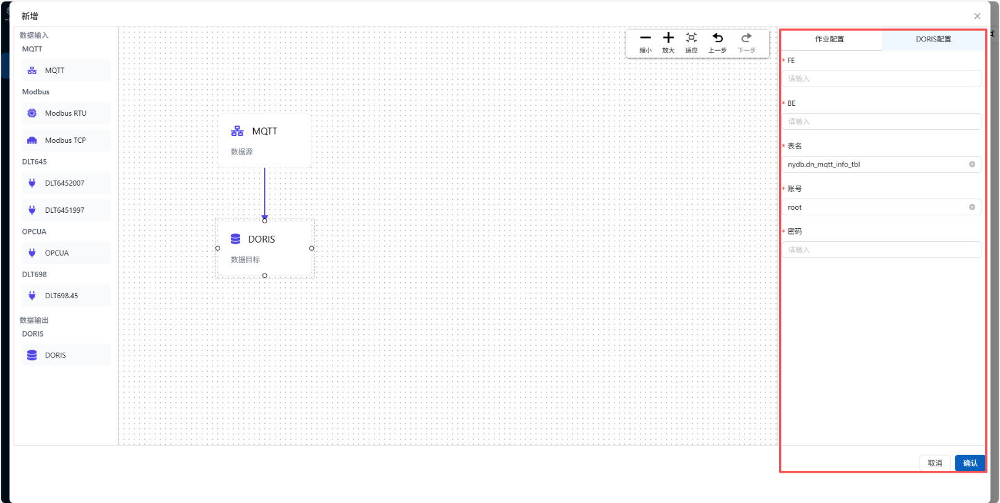 新增
数据输入
MQTT
MQTT
Modbus
Modbus RTU
Modbus TCP
DLT645
DLT6452007
DLT6451997
OPCUA
OPCUA
DLT698
DLT698.45
数据输出
DORIS
DORIS
缩小 放大 适应 上一步 下一步
MQTT
数据源
DORIS
数据目标
作业配置 DORIS配置
* FE
请输入
* BE
请输入
* 表名
nydb.dn_mqtt_info_tbl
* 账号
root
* 密码
请输入
取消 确认